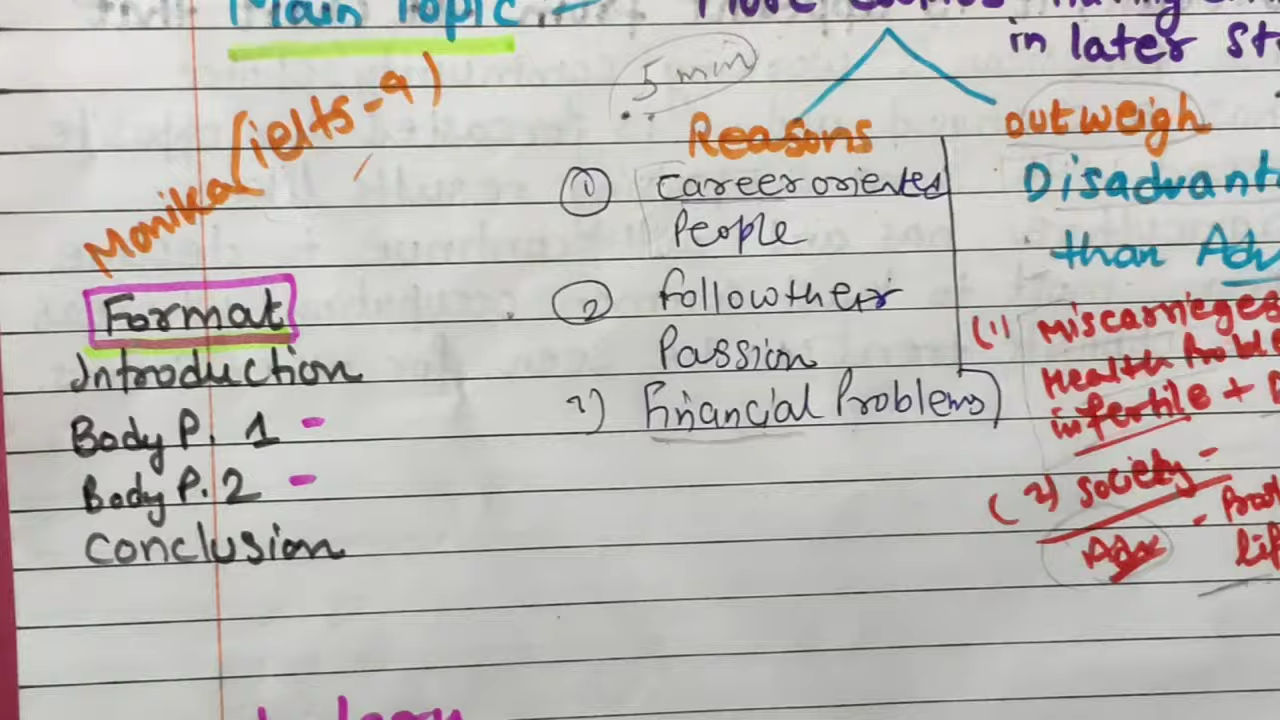 Main Topic
in later
5 min
Monika (ielts-9)
Reasons
outweigh
① career oriented
People
② follow their
Passion
3) Financial Problems
Disadvant
than Adv
(1) Miscarrieges
Health Proble
infertile +
(2) society -
Adv
Format
Introduction
Body P. 1 -
Body P. 2 -
conclusion